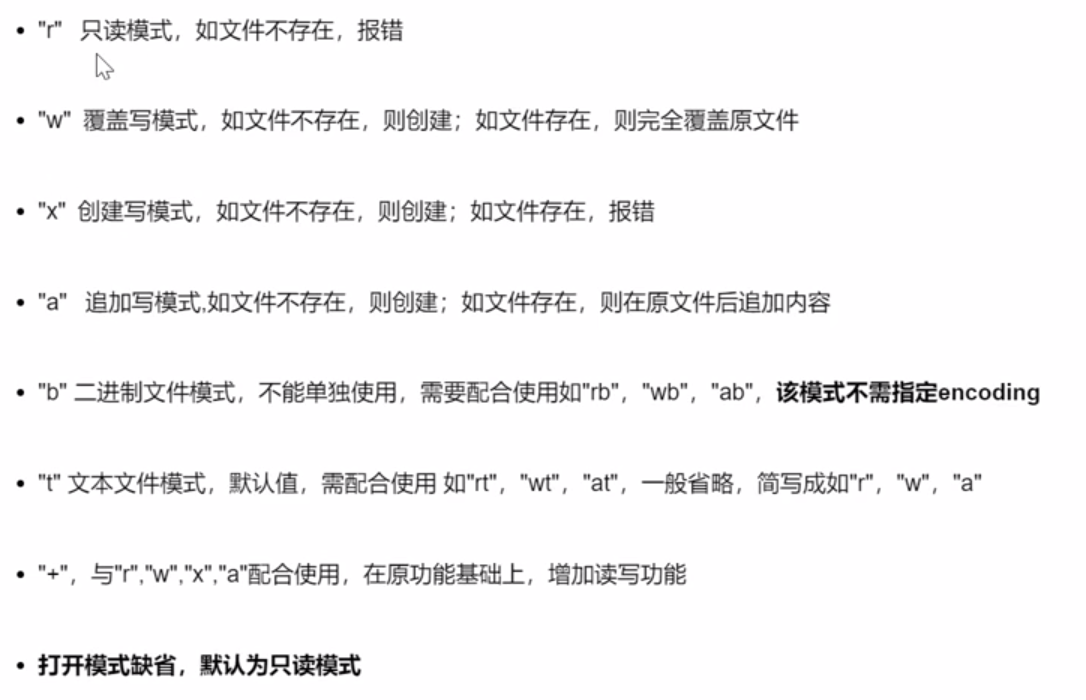 • "r" 只读模式，如文件不存在，报错
• "w" 覆盖写模式，如文件不存在，则创建；如文件存在，则完全覆盖原文件
• "x" 创建写模式，如文件不存在，则创建；如文件存在，报错
• "a" 追加写模式,如文件不存在，则创建；如文件存在，则在原文件后追加内容
• "b" 二进制文件模式，不能单独使用，需要配合使用如"rb"，"wb"，"ab"，该模式不需指定encoding
• "t" 文本文件模式，默认值，需配合使用 如"rt"，"wt"，"at"，一般省略，简写成如"r"，"w"，"a"
• "+"，与"r","w","x","a"配合使用，在原功能基础上，增加读写功能
• 打开模式缺省，默认为只读模式